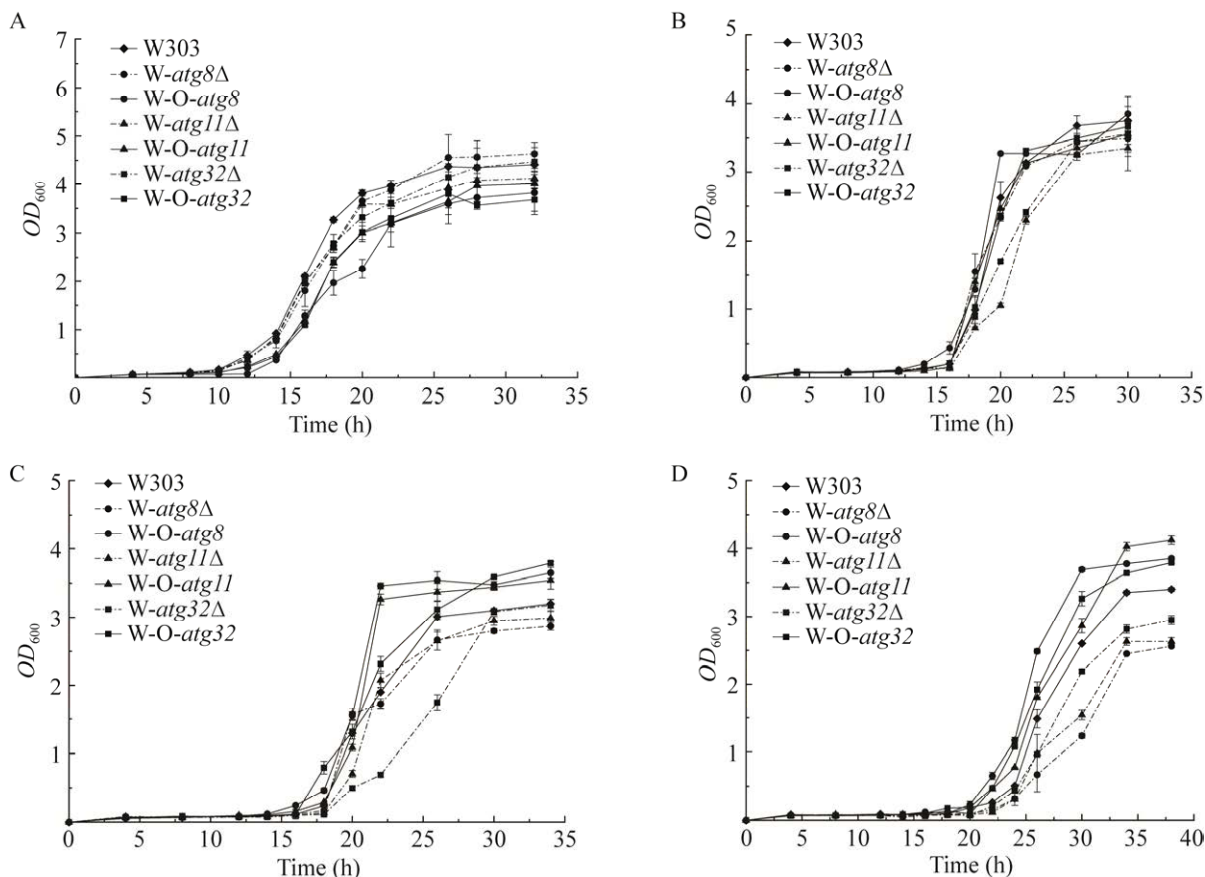 A
OD600
7
6
5
4
3
2
1
W303
W-atg8Δ
W-O-atg8
W-atg11Δ
W-O-atg11
W-atg32Δ
W-O-atg32
0 5 10 15 20 25 30 35
Time (h)
B
OD600
5
4
3
2
1
W303
W-atg8Δ
W-O-atg8
W-atg11Δ
W-O-atg11
W-atg32Δ
W-O-atg32
0 5 10 15 20 25 30 35
Time (h)
C
OD600
5
4
3
2
1
W303
W-atg8Δ
W-O-atg8
W-atg11Δ
W-O-atg11
W-atg32Δ
W-O-atg32
0 5 10 15 20 25 30 35
Time (h)
D
OD600
5
4
3
2
1
W303
W-atg8Δ
W-O-atg8
W-atg11Δ
W-O-atg11
W-atg32Δ
W-O-atg32
0 5 10 15 20 25 30 35 40
Time (h)